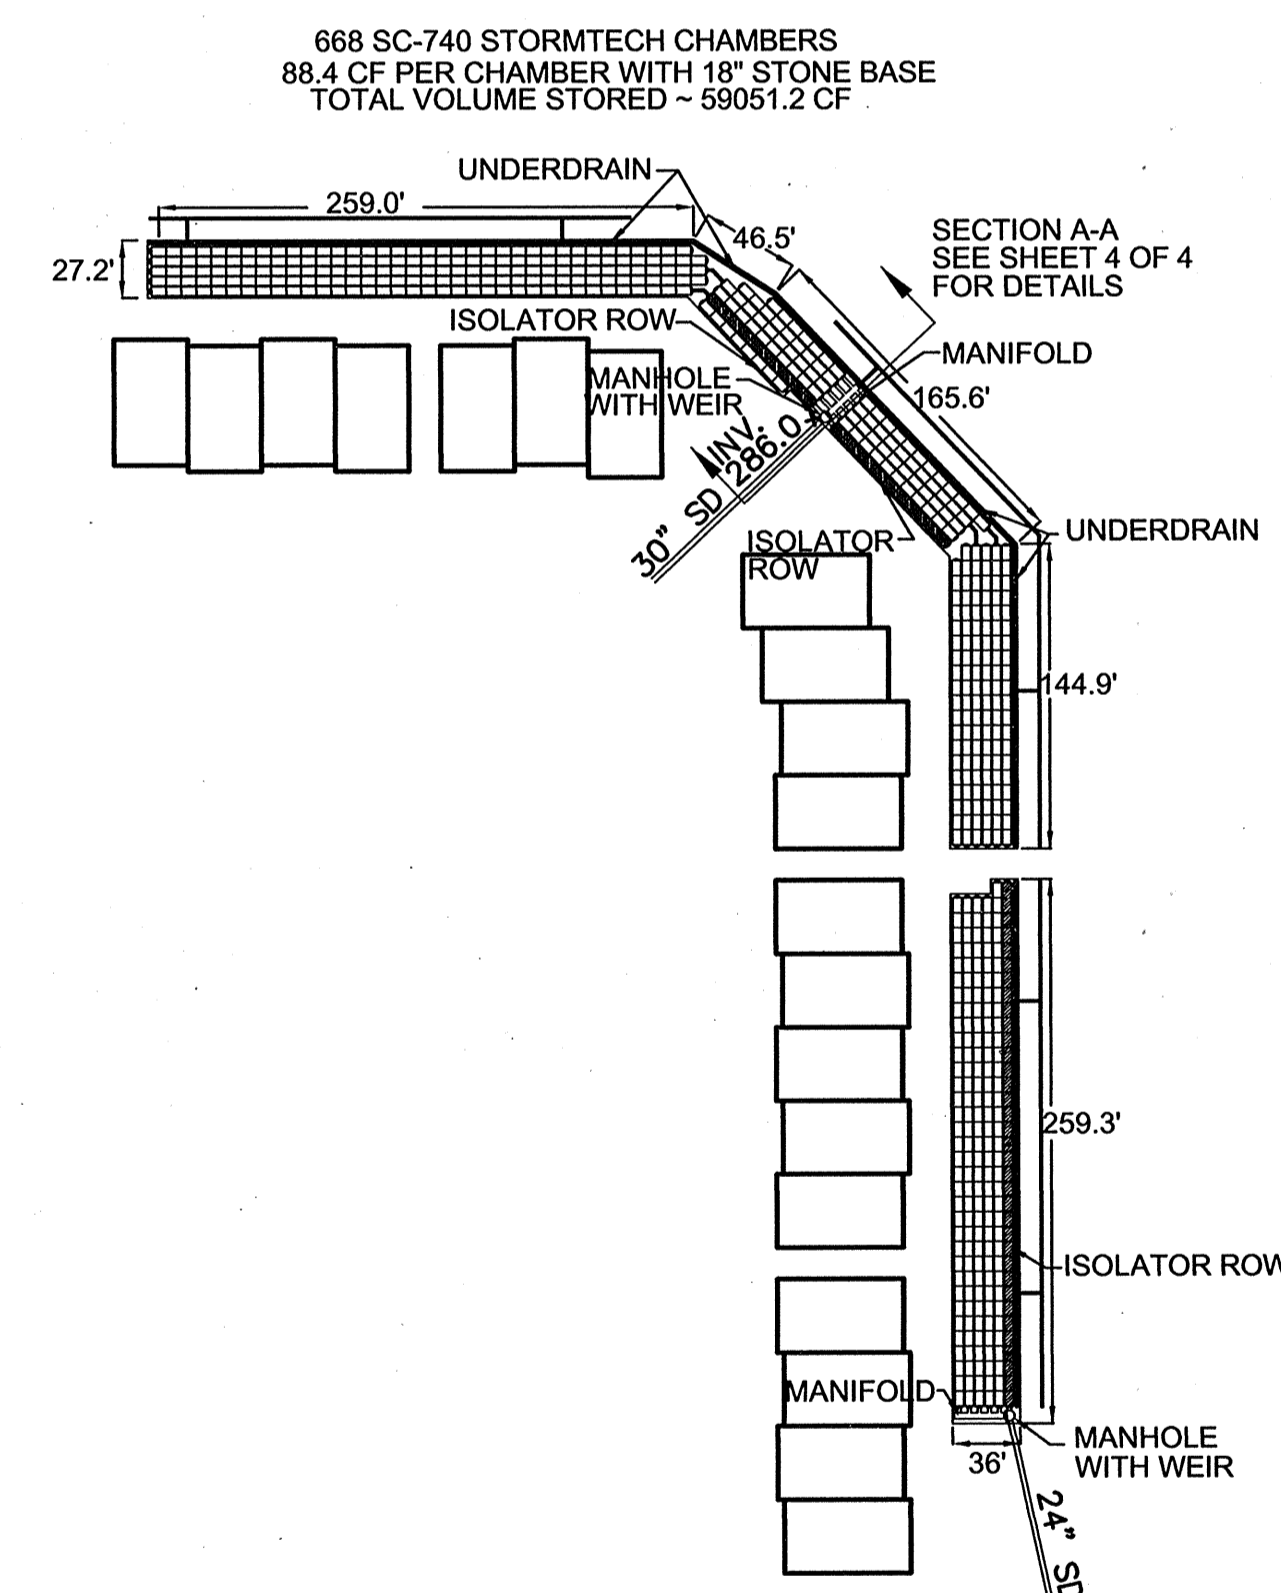 668 SC-740 STORMTECH CHAMBERS
88.4 CF PER CHAMBER WITH 18" STONE BASE
TOTAL VOLUME STORED ~ 59051.2 CF
UNDERDRAIN
259.0'
46.5'
27.2'
SECTION A-A
SEE SHEET 4 OF 4
FOR DETAILS
ISOLATOR ROW
MANIFOLD
MANHOLE
WITH WEIR
165.6'
INV.
286.0
30" SD
UNDERDRAIN
ISOLATOR
ROW
144.9'
259.3'
ISOLATOR ROW
MANIFOLD
MANHOLE
WITH WEIR
36'
24" SD